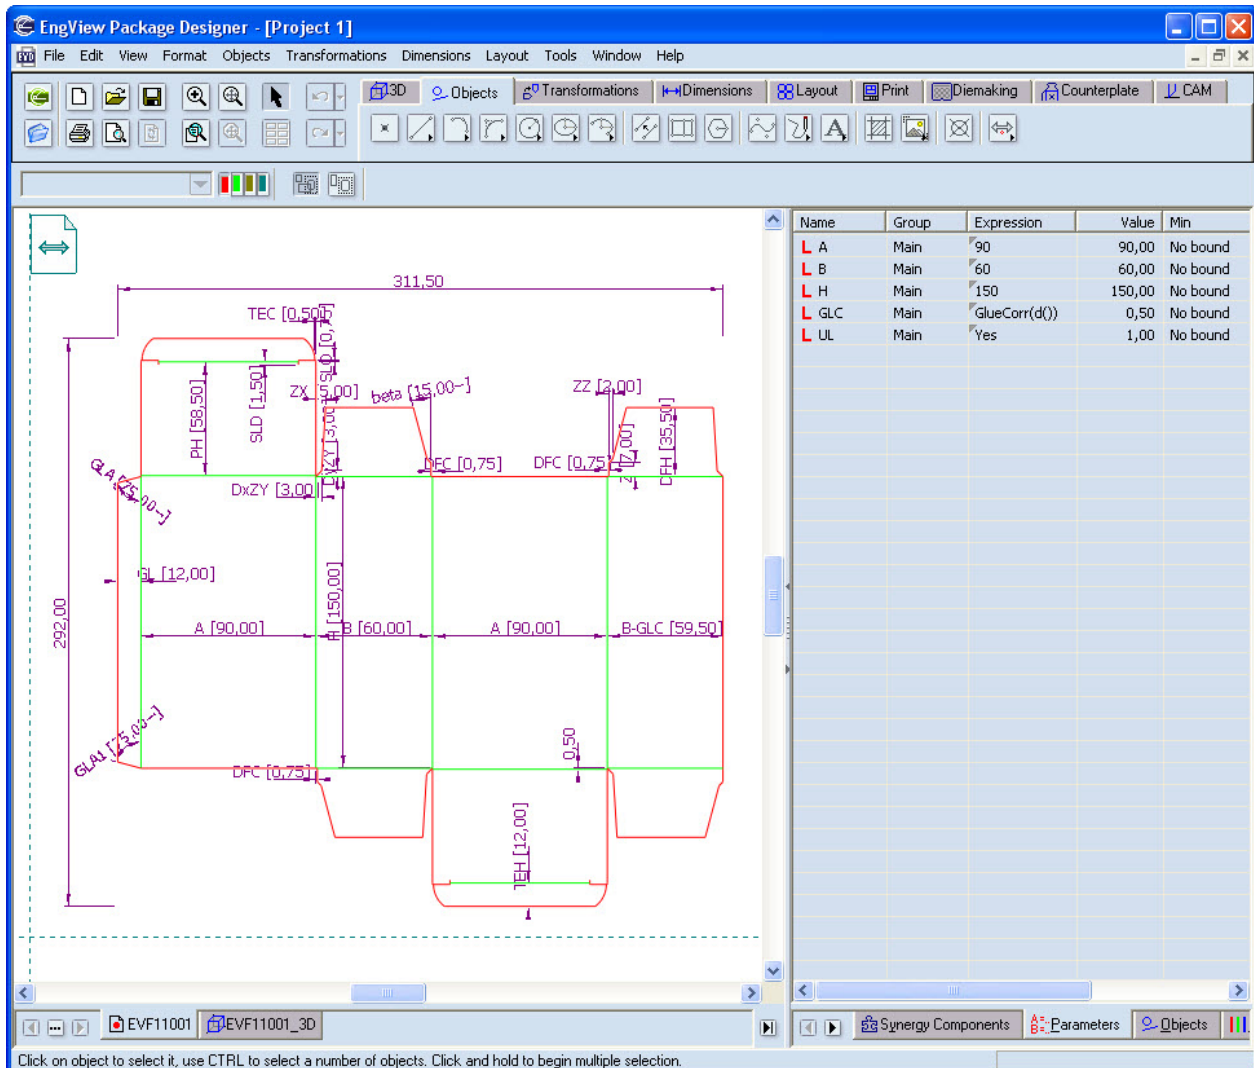 EngView Package Designer - [Project 1]
File Edit View Format Objects Transformations Dimensions Layout Tools Window Help
3D Objects Transformations Dimensions Layout Print Diemaking Counterplate CAM
Name Group Expression Value Min
L A Main 90 90,00 No bound
L B Main 60 60,00 No bound
L H Main 150 150,00 No bound
L GLC Main GlueCorr(d()) 0,50 No bound
L UL Main Yes 1,00 No bound
311,50
TEC [0,50]
ZX [5,00]
beta [15,00~]
ZZ [2,00]
PH [58,50]
SLD [1,50]
DFH [35,50]
DFC [0,75]
DFC [0,75]
DxZY [3,00]
GL [12,00]
292,00
A [90,00]
H [150,00]
B [60,00]
A [90,00]
B-GLC [59,50]
0,50
DFC [0,75]
TEH [12,00]
EVF11001 EVF11001_3D
Synergy Components Parameters Objects
Click on object to select it, use CTRL to select a number of objects. Click and hold to begin multiple selection.